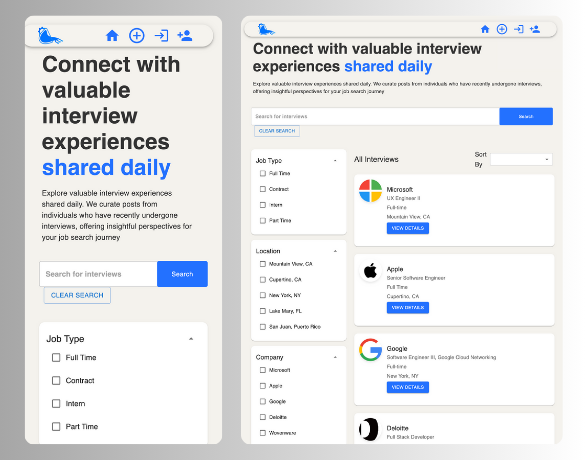 Connect with
valuable
interview
experiences
shared daily
Explore valuable interview experiences
shared daily. We curate posts from
individuals who have recently undergone
interviews, offering insightful perspectives for
your job search journey
Search for interviews
Search
CLEAR SEARCH
Job Type
Full Time
Contract
Intern
Part Time
Connect with valuable interview
experiences shared daily
Explore valuable interview experiences shared daily. We curate posts from individuals who have recently undergone interviews,
offering insightful perspectives for your job search journey
Search for interviews
Search
CLEAR SEARCH
Job Type
Full Time
Contract
Intern
Part Time
Location
Mountain View, CA
Cupertino, CA
New York, NY
Lake Mary, FL
San Juan, Puerto Rico
Company
Microsoft
Apple
Google
Deloitte
Wovenware
All Interviews
Sort
By
Microsoft
UX Engineer II
Full-time
Mountain View, CA
VIEW DETAILS
Apple
Senior Software Engineer
Full Time
Cupertino, CA
VIEW DETAILS
Google
Software Engineer III, Google Cloud Networking
Full-time
New York, NY
VIEW DETAILS
Deloitte
Full Stack Developer